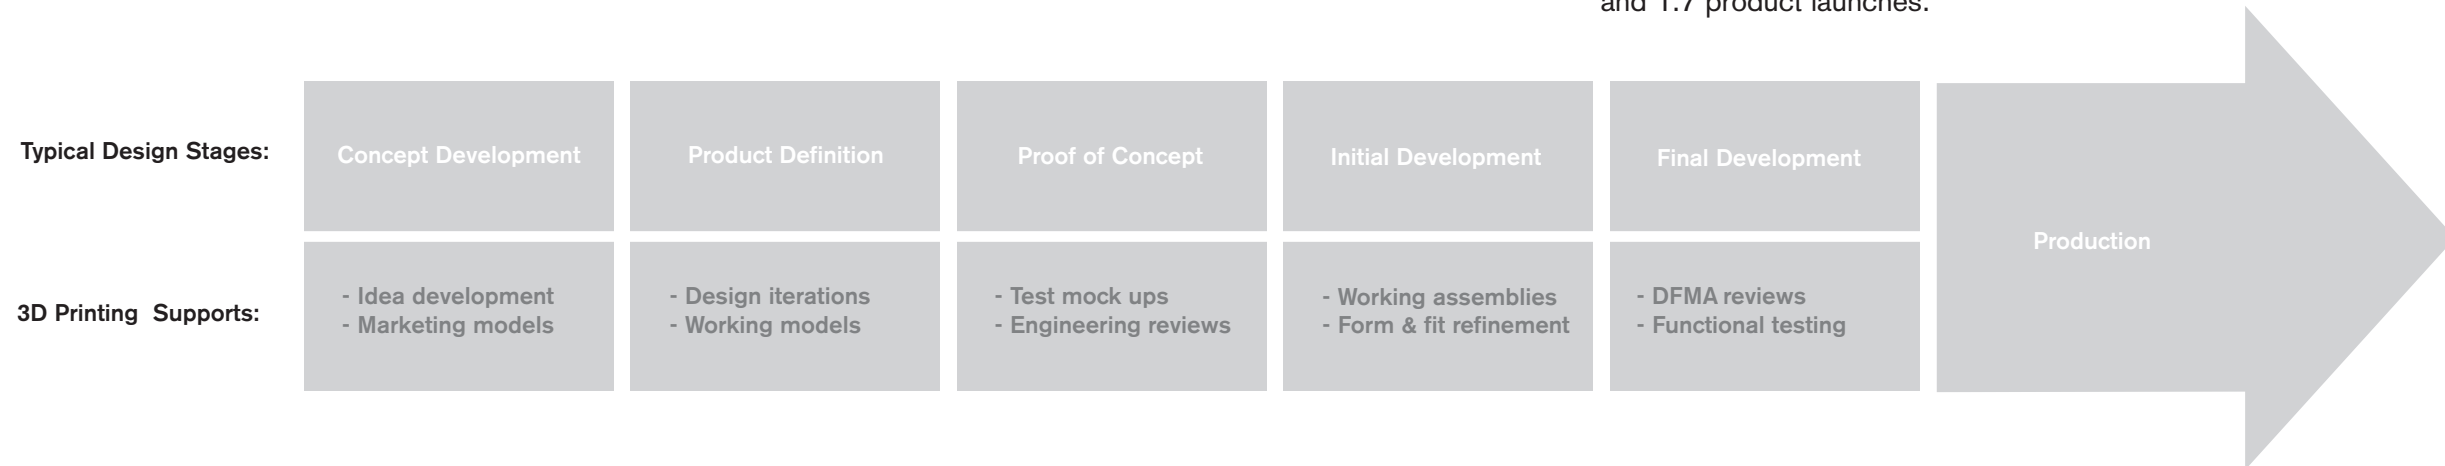 and 1.7 product launches.
Typical Design Stages:
Concept Development
Product Definition
Proof of Concept
Initial Development
Final Development
Production
3D Printing Supports:
- Idea development
- Marketing models
- Design iterations
- Working models
- Test mock ups
- Engineering reviews
- Working assemblies
- Form & fit refinement
- DFMA reviews
- Functional testing